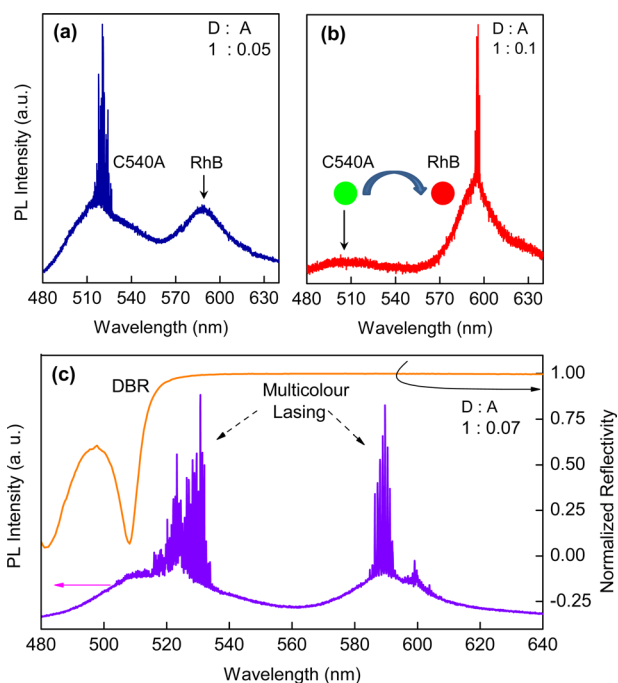 (a)
D : A
1 : 0.05
C540A
RhB
PL Intensity (a.u.)
480 510 540 570 600 630
Wavelength (nm)
(b)
D : A
1 : 0.1
C540A
RhB
480 510 540 570 600 630
Wavelength (nm)
(c)
DBR
Multicolour
Lasing
D : A
1 : 0.07
PL Intensity (a. u.)
1.00
0.75
0.50
0.25
0.00
-0.25
Normalized Reflectivity
480 500 520 540 560 580 600 620 640
Wavelength (nm)